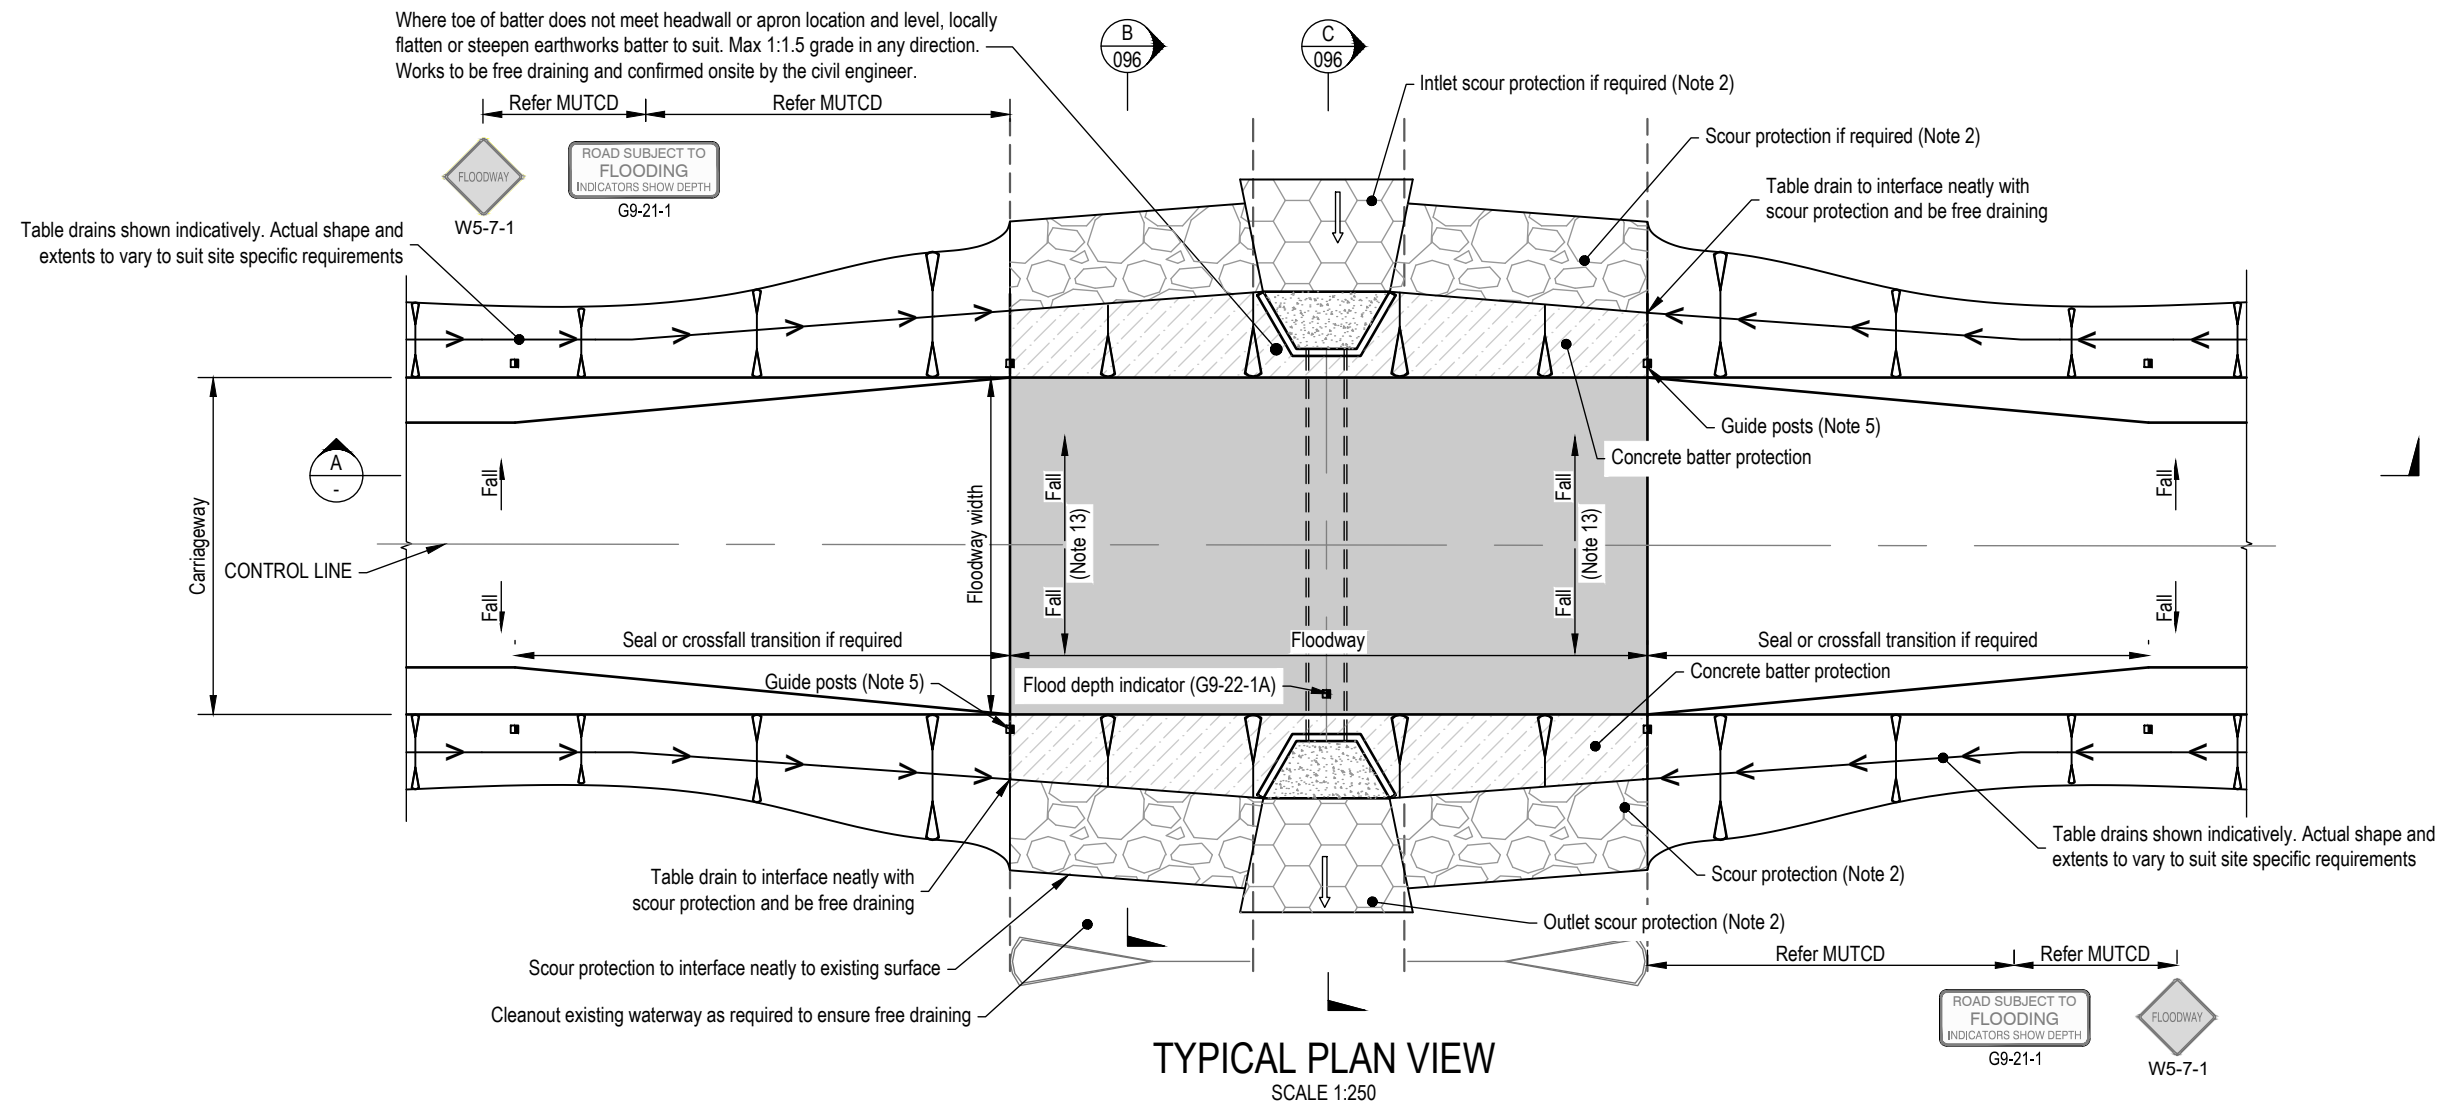 Where toe of batter does not meet headwall or apron location and level, locally
flatten or steepen earthworks batter to suit. Max 1:1.5 grade in any direction.
Works to be free draining and confirmed onsite by the civil engineer.
B
096
C
096
Inlet scour protection if required (Note 2)
Refer MUTCD
Refer MUTCD
Scour protection if required (Note 2)
FLOODWAY
W5-7-1
ROAD SUBJECT TO
FLOODING
INDICATORS SHOW DEPTH
G9-21-1
Table drain to interface neatly with
scour protection and be free draining
Table drains shown indicatively. Actual shape and
extents to vary to suit site specific requirements
Guide posts (Note 5)
Concrete batter protection
A
-
Carriageway
Fall
Fall
Floodway width
Fall
Fall
(Note 13)
Fall
Fall
(Note 13)
Fall
Fall
CONTROL LINE
Seal or crossfall transition if required
Floodway
Seal or crossfall transition if required
Guide posts (Note 5)
Flood depth indicator (G9-22-1A)
Concrete batter protection
Table drains shown indicatively. Actual shape and
extents to vary to suit site specific requirements
Table drain to interface neatly with
scour protection and be free draining
Scour protection (Note 2)
Outlet scour protection (Note 2)
Scour protection to interface neatly to existing surface
Cleanout existing waterway as required to ensure free draining
Refer MUTCD
Refer MUTCD
ROAD SUBJECT TO
FLOODING
INDICATORS SHOW DEPTH
G9-21-1
FLOODWAY
W5-7-1
TYPICAL PLAN VIEW
SCALE 1:250